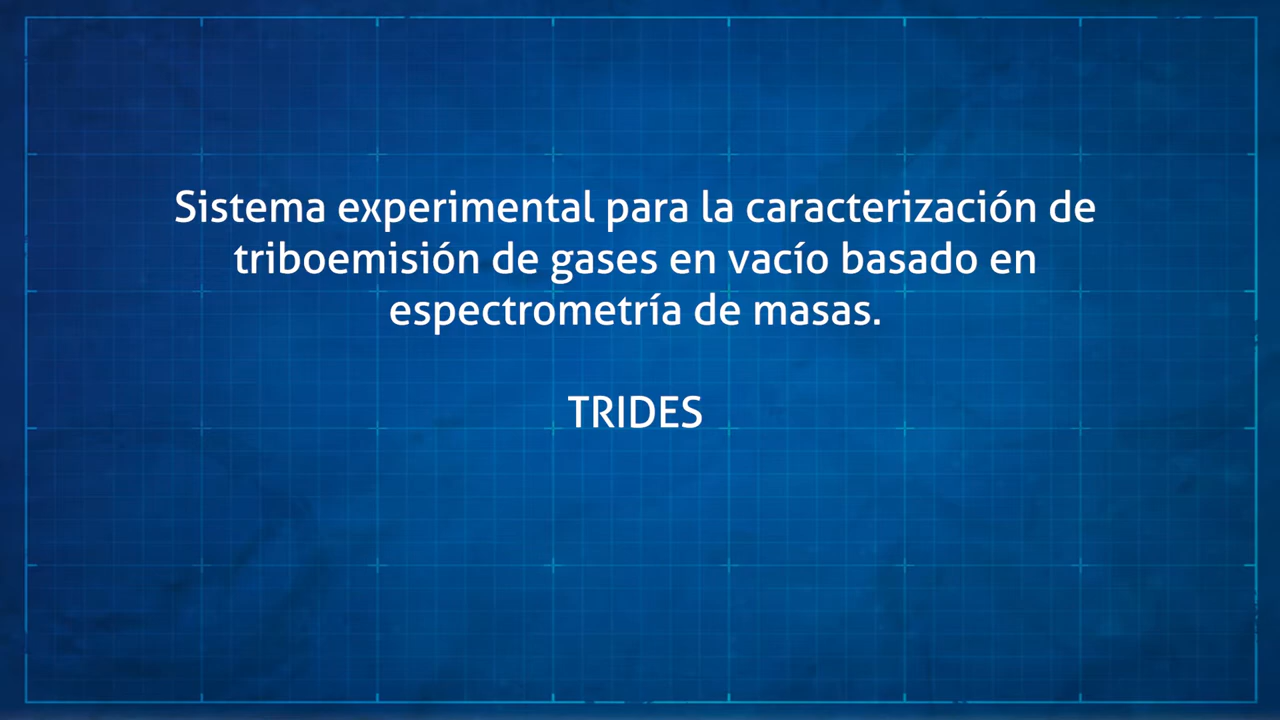 Sistema experimental para la caracterización de
triboemisión de gases en vacío basado en
espectrometría de masas.
TRIDES